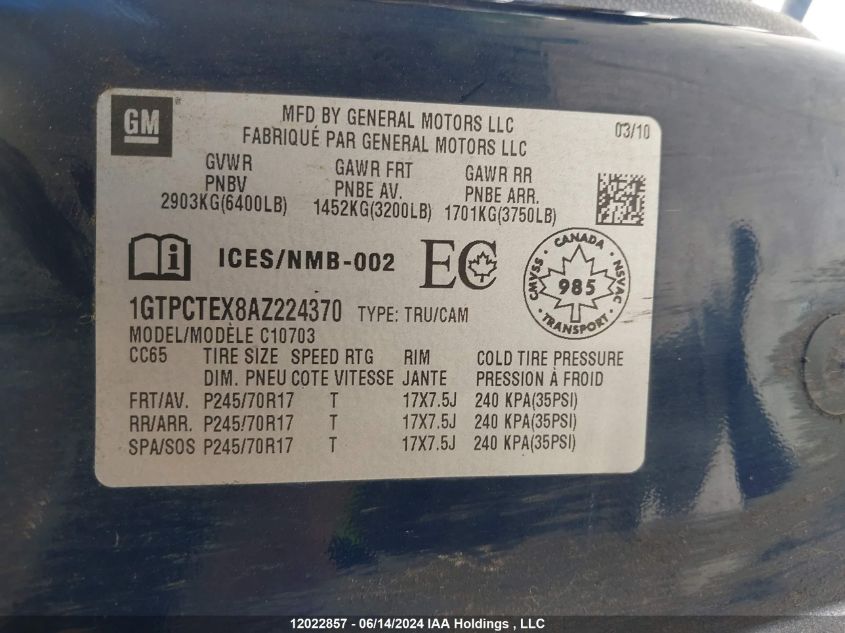 GM
MFD BY GENERAL MOTORS LLC
03/10
FABRIQUÉ PAR GENERAL MOTORS LLC
GVWR GAWR FRT GAWR RR
PNBV PNBE AV. PNBE ARR.
2903KG(6400LB) 1452KG(3200LB) 1701KG(3750LB)
i ICES/NMB-002 EC
CANADA
CMVSS 985 NSVAC
TRANSPORT
1GTPCTEX8AZ224370 TYPE: TRU/CAM
MODEL/MODÈLE C10703
CC65 TIRE SIZE SPEED RTG RIM COLD TIRE PRESSURE
DIM. PNEU COTE VITESSE JANTE PRESSION À FROID
FRT/AV. P245/70R17 T 17X7.5J 240 KPA(35PSI)
RR/ARR. P245/70R17 T 17X7.5J 240 KPA(35PSI)
SPA/SOS P245/70R17 T 17X7.5J 240 KPA(35PSI)
12022857 - 06/14/2024 IAA Holdings , LLC